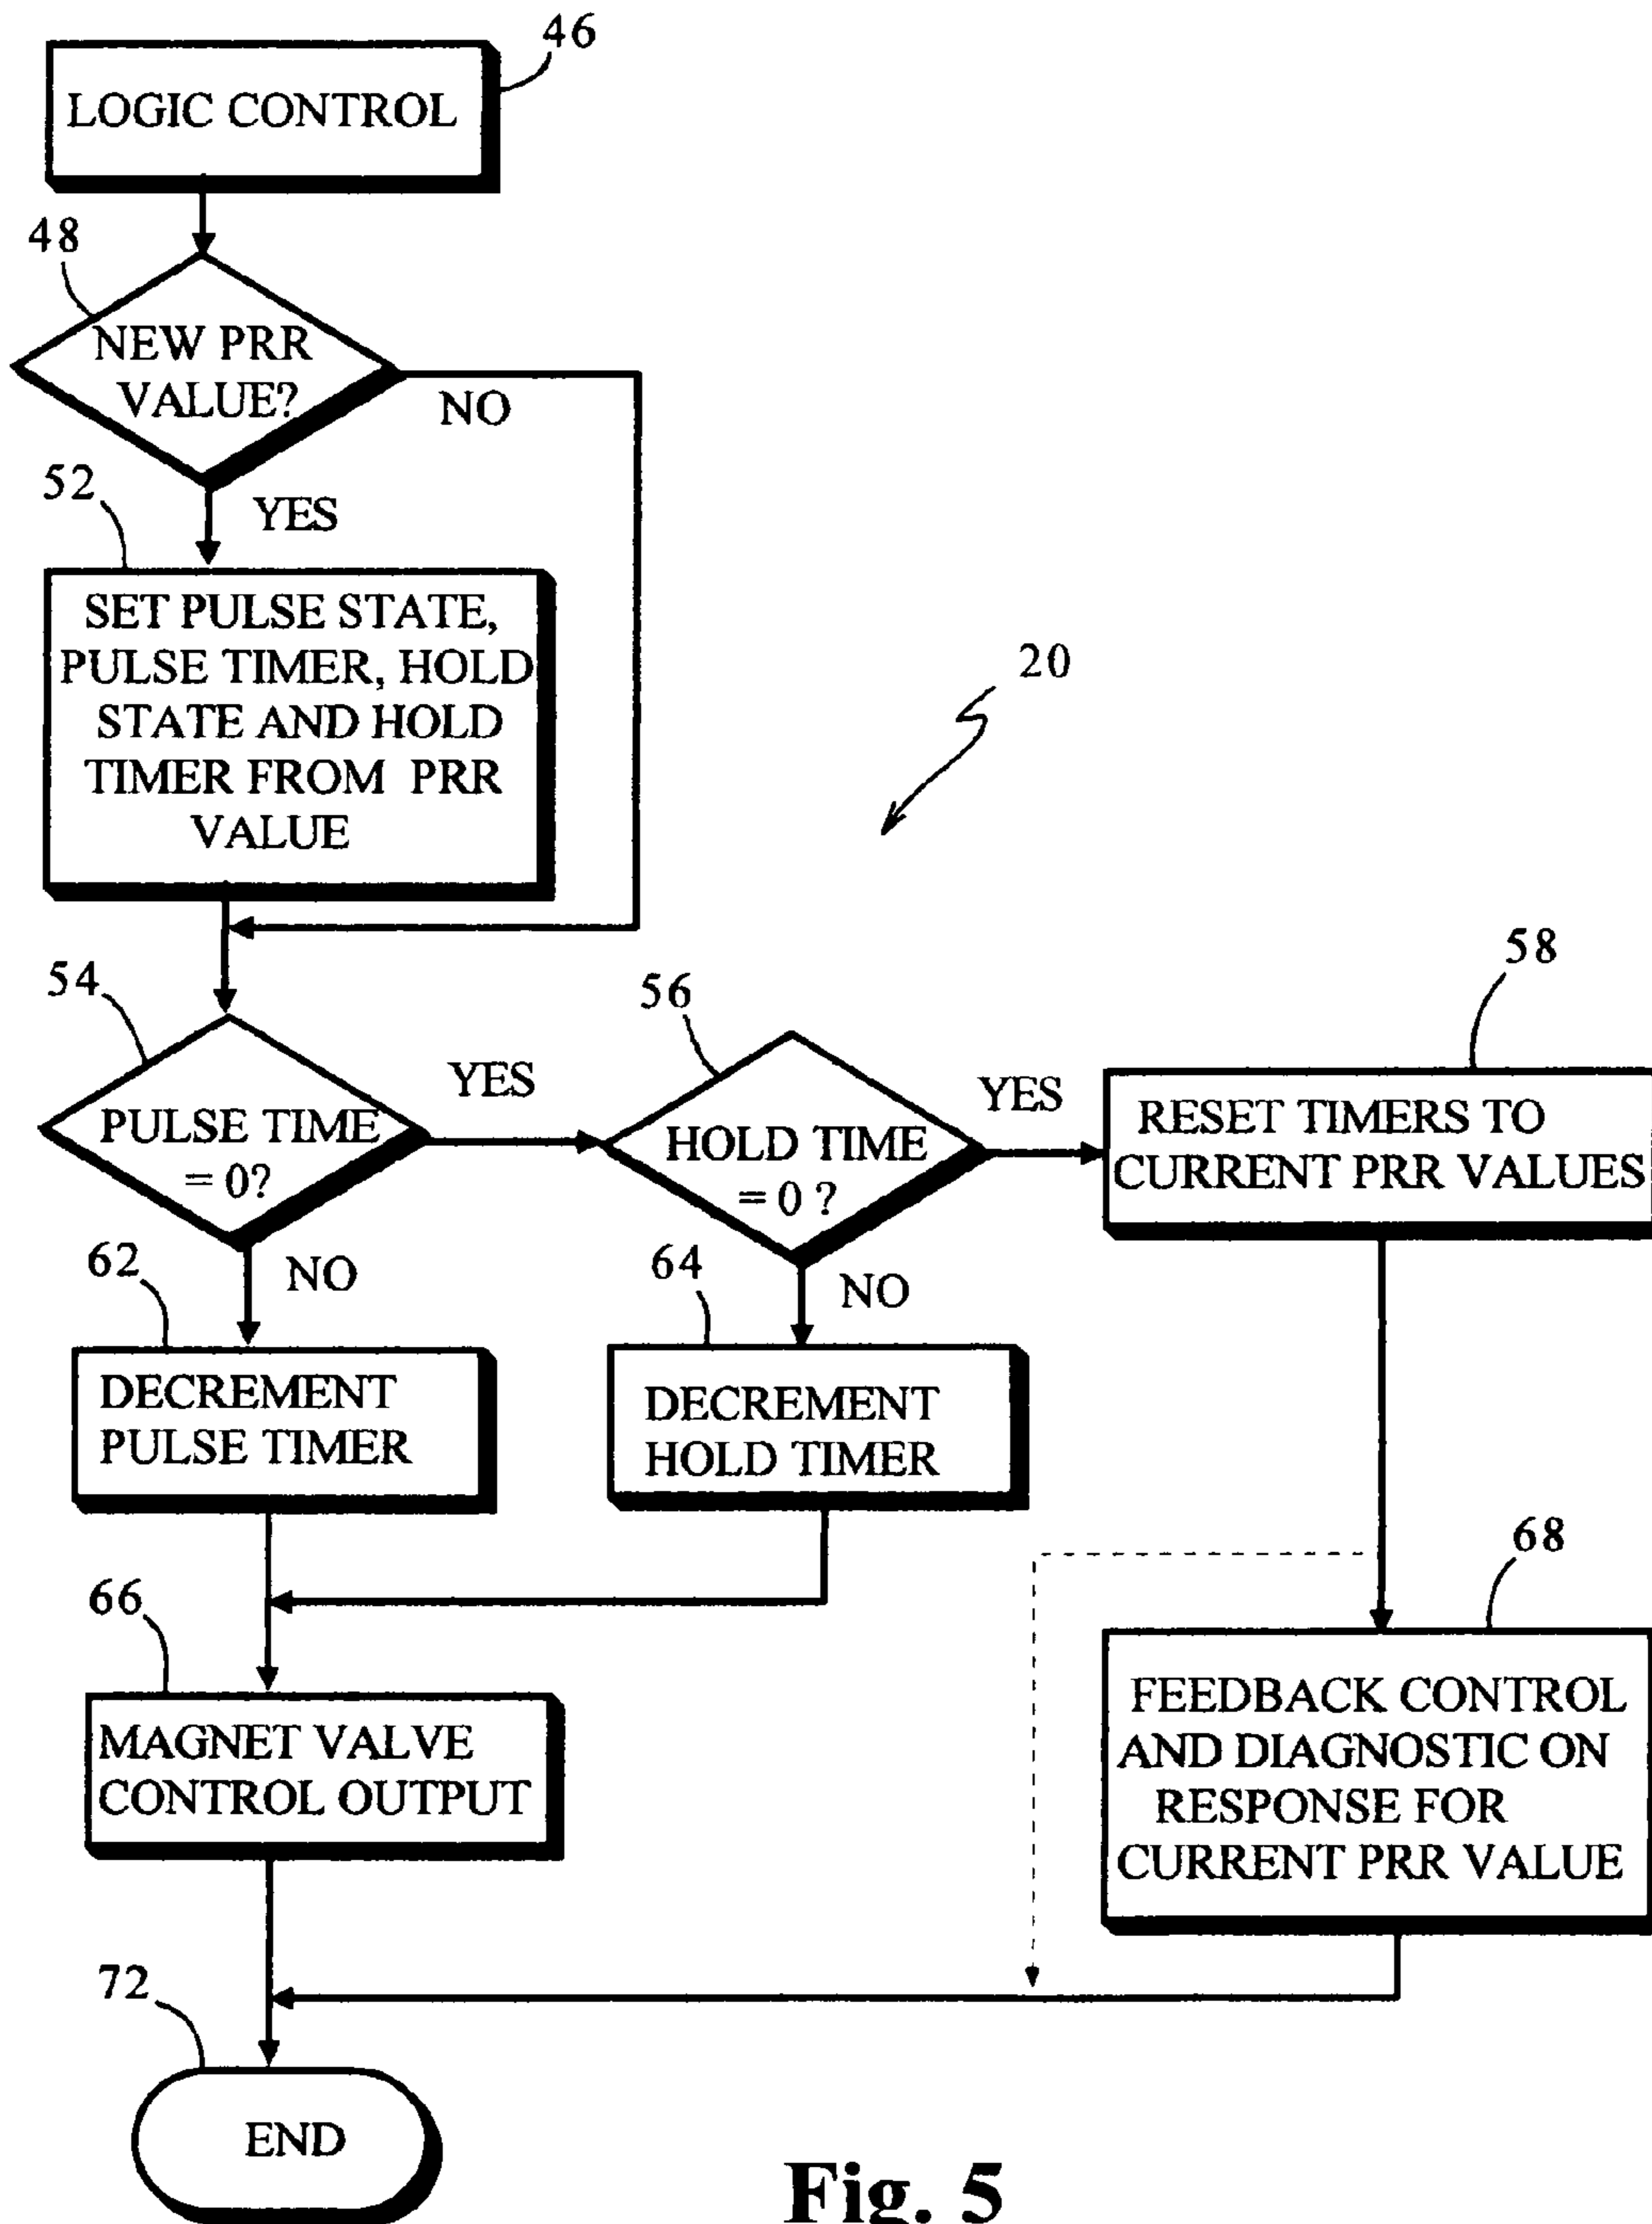 46
LOGIC CONTROL
48
NEW PRR
VALUE?
NO
YES
52
SET PULSE STATE,
PULSE TIMER, HOLD
STATE AND HOLD
TIMER FROM PRR
VALUE
20
54
PULSE TIME
= 0?
YES
NO
56
HOLD TIME
= 0 ?
YES
NO
58
RESET TIMERS TO
CURRENT PRR VALUES
62
DECREMENT
PULSE TIMER
64
DECREMENT
HOLD TIMER
66
MAGNET VALVE
CONTROL OUTPUT
68
FEEDBACK CONTROL
AND DIAGNOSTIC ON
RESPONSE FOR
CURRENT PRR VALUE
72
END
Fig. 5